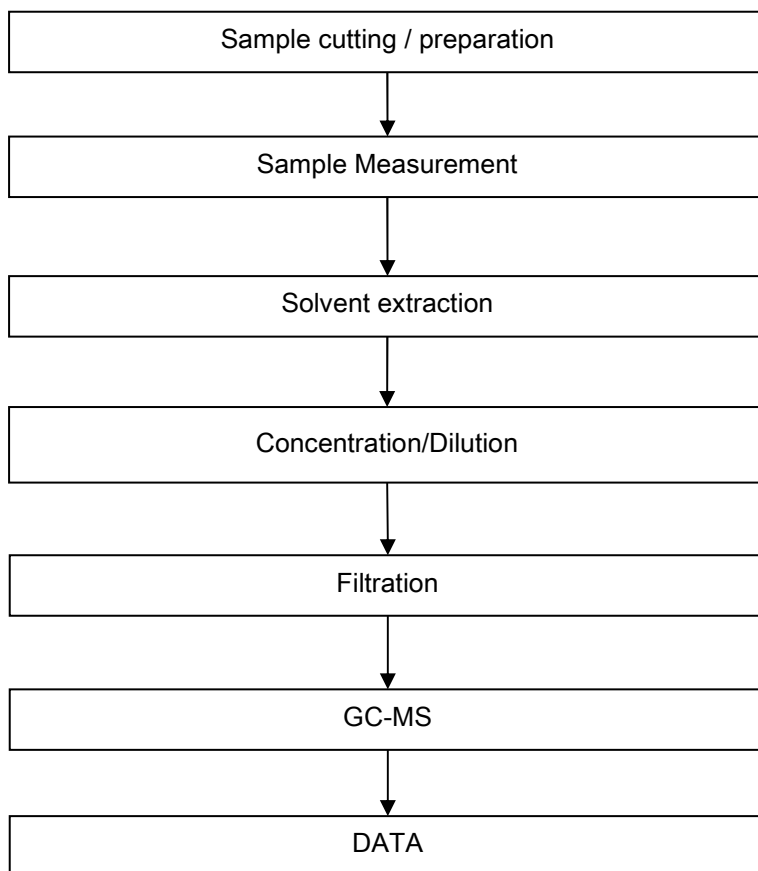 Sample cutting / preparation
Sample Measurement
Solvent extraction
Concentration/Dilution
Filtration
GC-MS
DATA